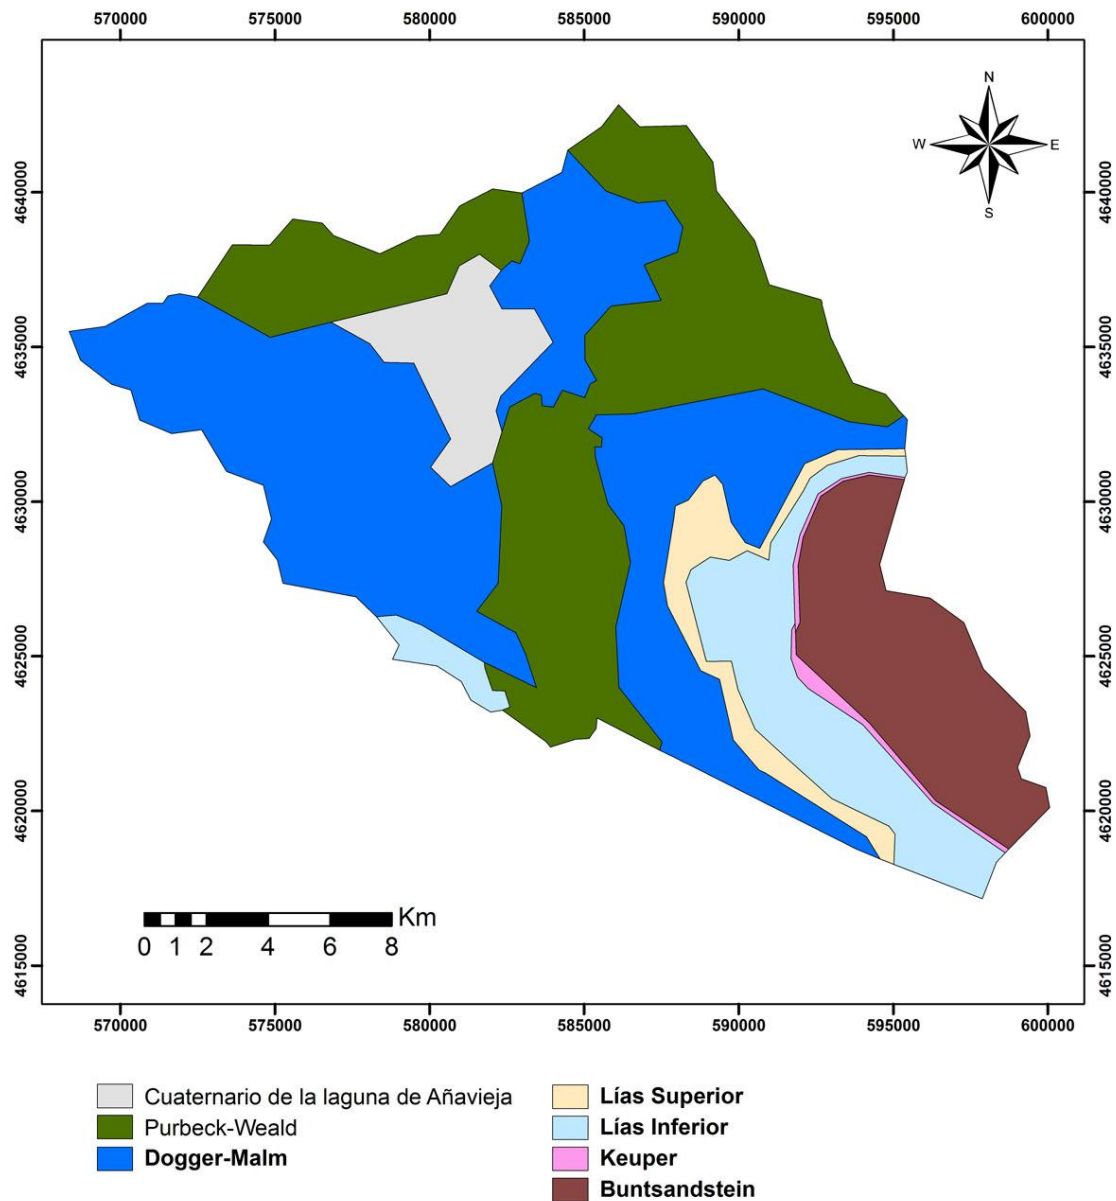 570000 575000 580000 585000 590000 595000 600000
N
W E
S
4640000 4640000
4635000 4635000
4630000 4630000
4625000 4625000
4620000 4620000
4615000 4615000
Km
0 1 2 4 6 8
570000 575000 580000 585000 590000 595000 600000
Cuaternario de la laguna de Añavieja
Purbeck-Weald
Dogger-Malm
Lías Superior
Lías Inferior
Keuper
Buntsandstein